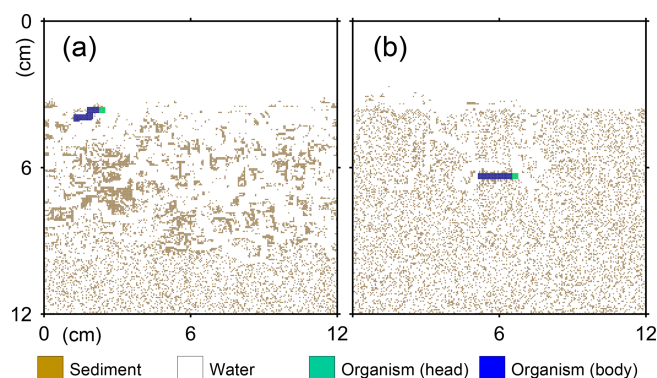 0
(a)
(b)
(cm)
6
12
0
(cm)
6
12
6
12
Sediment
Water
Organism (head)
Organism (body)